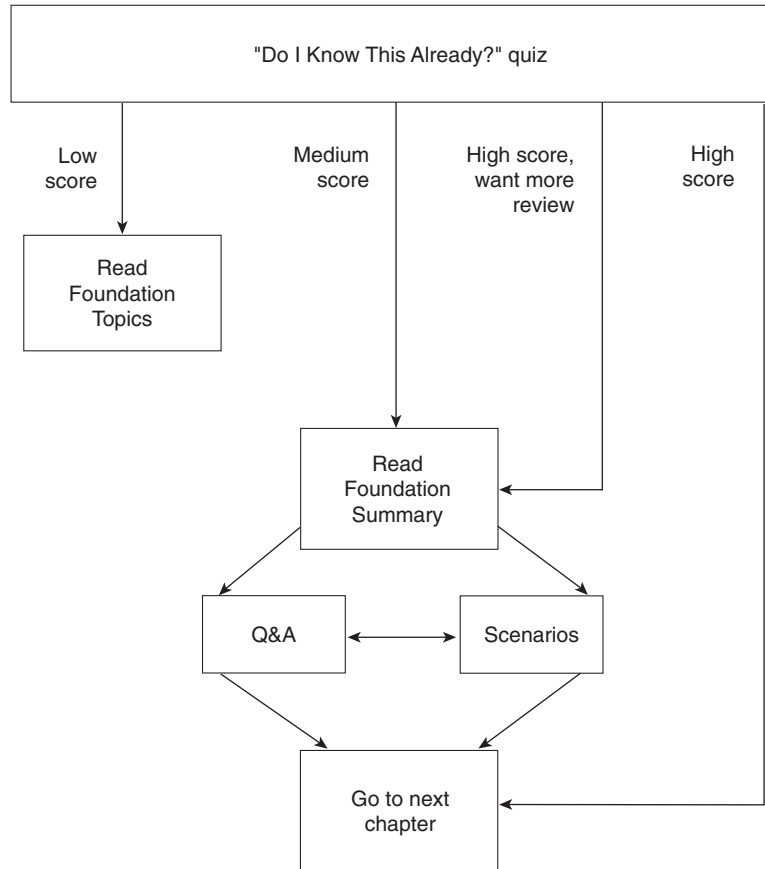 "Do I Know This Already?" quiz
Low
score
Medium
score
High score,
want more
review
High
score
Read
Foundation
Topics
Read
Foundation
Summary
Q&A
Scenarios
Go to next
chapter